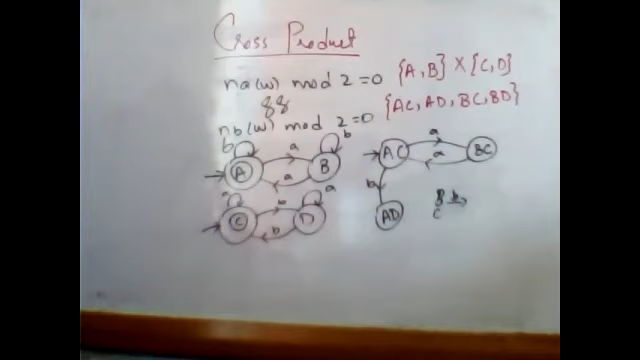 Cross Product
na(w) mod 2=0 {A,B} X {C,D}
&& {AC, AD, BC, BD}
nb(w) mod 2=0
b b
a a
A B AC BC
a a
b
a a
C D AD
b
C